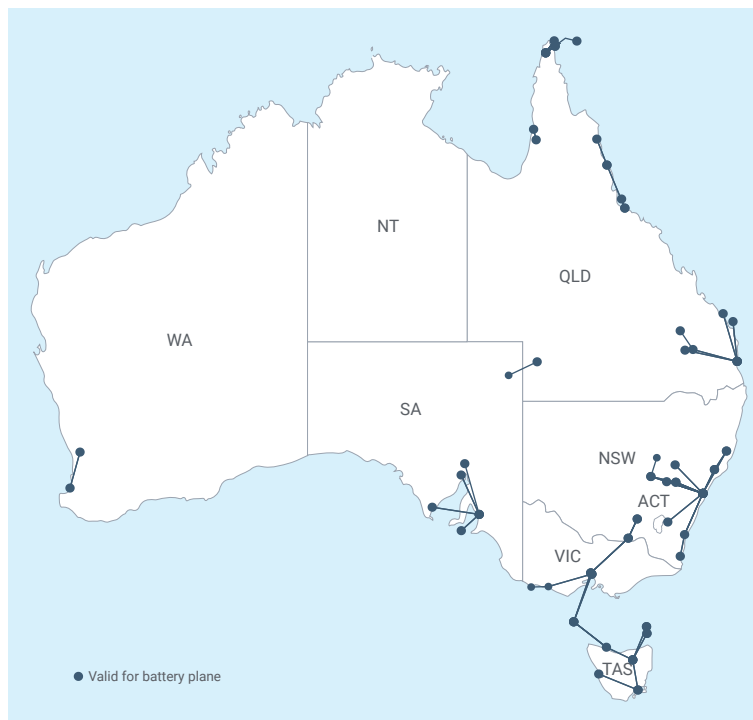 NT
QLD
WA
SA
NSW
ACT
VIC
TAS
Valid for battery plane